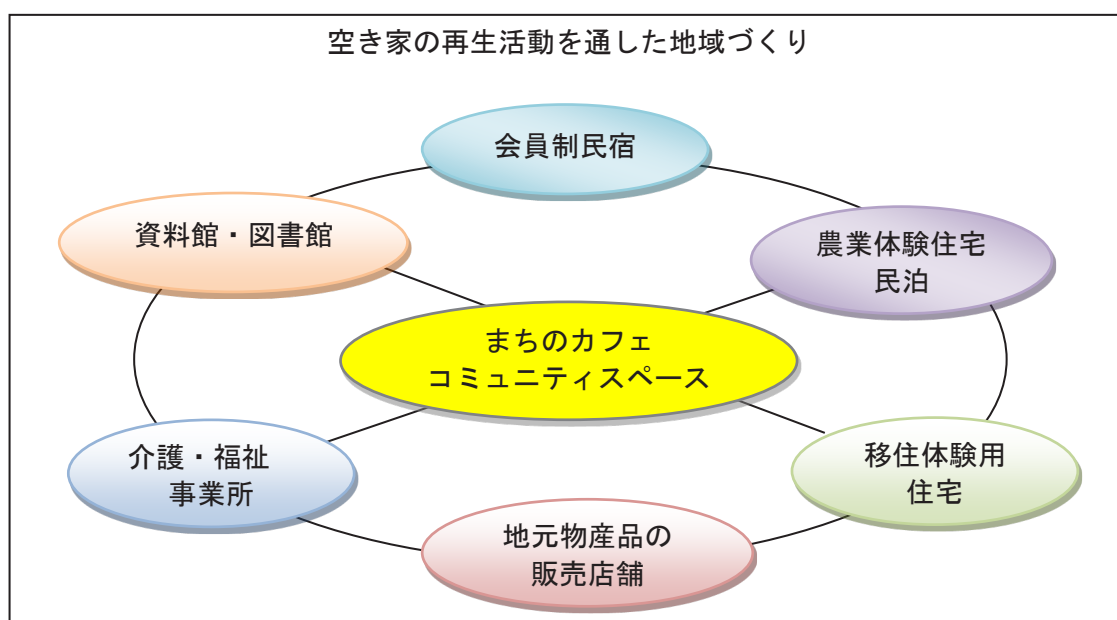 空き家の再生活動を通した地域づくり
会員制民宿
資料館・図書館
農業体験住宅
民泊
まちのカフェ
コミュニティスペース
介護・福祉
事業所
移住体験用
住宅
地元物産品の
販売店舗